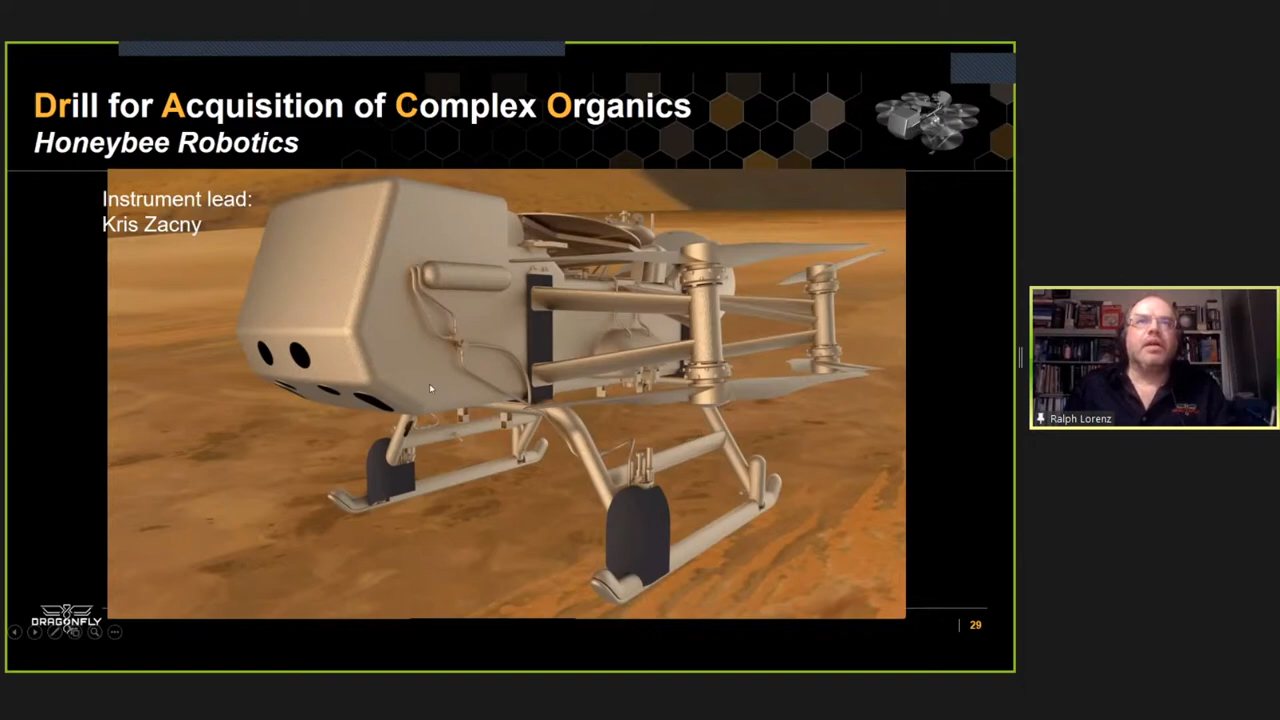 Drill for Acquisition of Complex Organics
Honeybee Robotics
Instrument lead:
Kris Zacny
Ralph Lorenz
DRAGONFLY
29